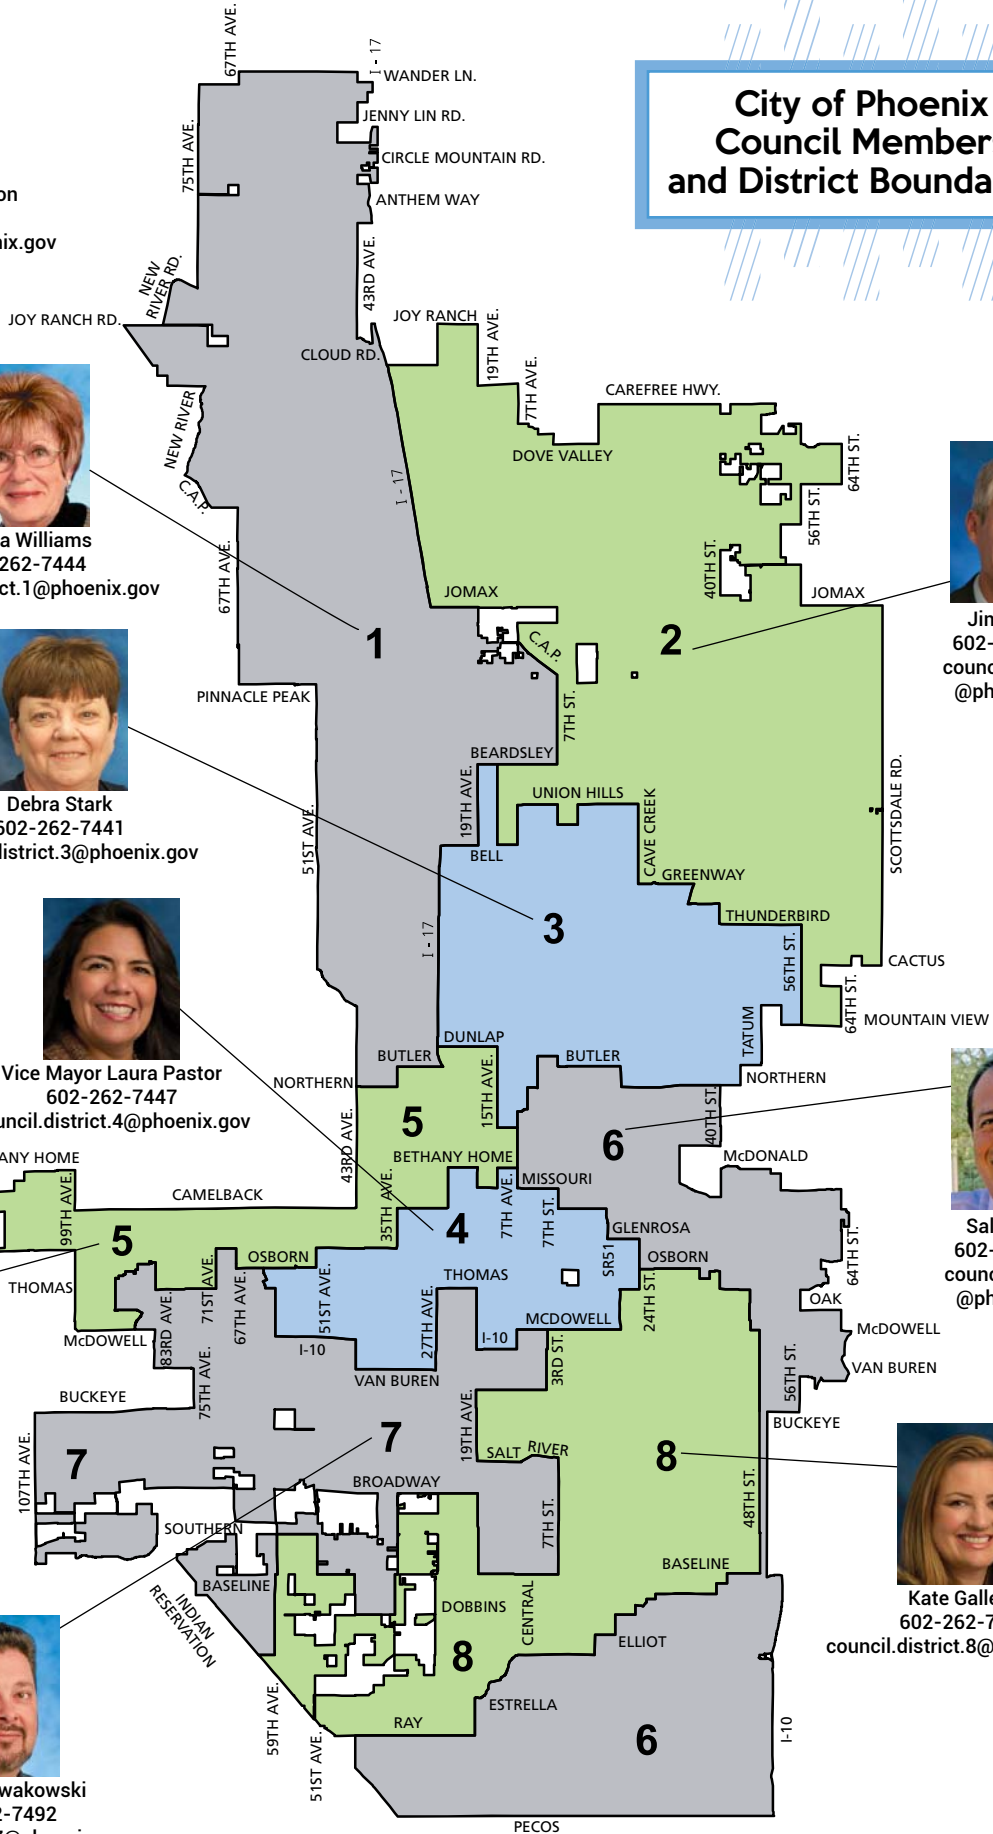 City of Phoenix
Council Member
and District Bounda
on
ix.gov
67TH AVE.
I - 17
WANDER LN.
JENNY LIN RD.
75TH AVE.
CIRCLE MOUNTAIN RD.
ANTHEM WAY
NEW
RIVER RD.
43RD AVE.
JOY RANCH RD.
JOY RANCH
19TH AVE.
CLOUD RD.
7TH AVE.
CAREFREE HWY.
NEW RIVER
DOVE VALLEY
64TH ST.
I - 17
C.A.P.
56TH ST.
a Williams
262-7444
ct.1@phoenix.gov
67TH AVE.
40TH ST.
JOMAX
JOMAX
1
2
C.A.P.
Jin
602-
counc
@ph
PINNACLE PEAK
7TH ST.
BEARDSLEY
Debra Stark
602-262-7441
district.3@phoenix.gov
51ST AVE.
19TH AVE.
UNION HILLS
CAVE CREEK
SCOTTSDALE RD.
BELL
GREENWAY
3
THUNDERBIRD
I - 17
56TH ST.
CACTUS
64TH ST.
MOUNTAIN VIEW
DUNLAP
TATUM
BUTLER
BUTLER
Vice Mayor Laura Pastor
602-262-7447
uncil.district.4@phoenix.gov
NORTHERN
NORTHERN
15TH AVE.
40TH ST.
5
6
43RD AVE.
ANY HOME
BETHANY HOME
McDONALD
99TH AVE.
CAMELBACK
35TH AVE.
7TH AVE.
MISSOURI
7TH ST.
4
GLENROSA
5
OSBORN
SR51
OSBORN
64TH ST.
Sal
602-
counc
@ph
THOMAS
71ST AVE.
67TH AVE.
51ST AVE.
THOMAS
24TH ST.
OAK
McDOWELL
83RD AVE.
27TH AVE.
McDOWELL
McDOWELL
I-10
I-10
3RD ST.
VAN BUREN
VAN BUREN
56TH ST.
BUCKEYE
75TH AVE.
19TH AVE.
BUCKEYE
107TH AVE.
7
7
SALT RIVER
8
BROADWAY
48TH ST.
SOUTHERN
7TH ST.
BASELINE
BASELINE
INDIAN
RESERVATION
DOBBINS
CENTRAL
Kate Galle
602-262-7
council.district.8@
ELLIOT
8
59TH AVE.
ESTRELLA
RAY
6
I-10
51ST AVE.
wakowski
2-7492
PECOS